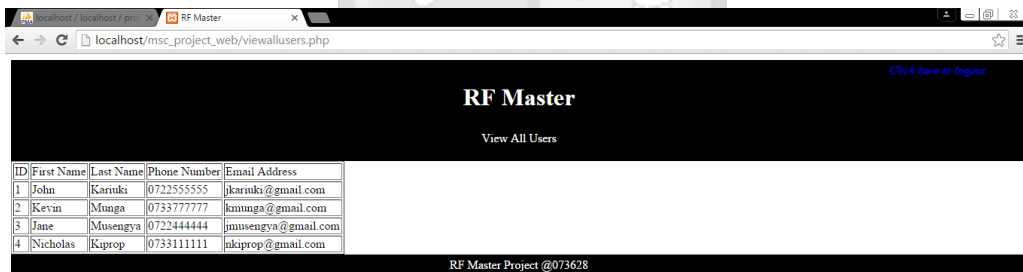 localhost / localhost / proj
RF Master
localhost/msc_project_web/viewallusers.php
Click here to logout
RF Master
View All Users
ID First Name Last Name Phone Number Email Address
1 John Kariuki 0722555555 jkariuki@gmail.com
2 Kevin Munga 0733777777 kmunga@gmail.com
3 Jane Musengya 0722444444 jmusengya@gmail.com
4 Nicholas Kiprop 0733111111 nkiprop@gmail.com
RF Master Project @073628